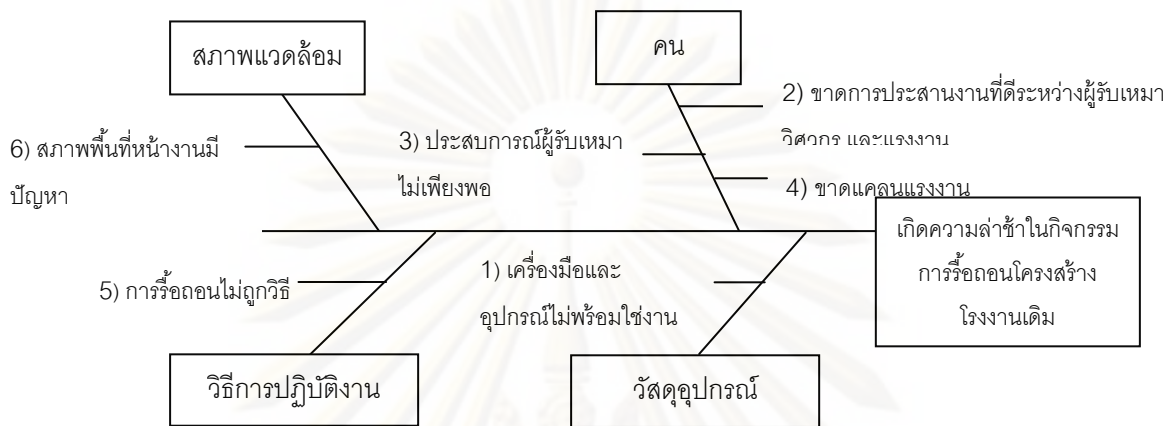 สภาพแวดล้อม
คน
2) ขาดการประสานงานที่ดีระหว่างผู้รับเหมา
วิศวกร และแรงงาน
3) ประสบการณ์ผู้รับเหมา
ไม่เพียงพอ
6) สภาพพื้นที่หน้างานมี
ปัญหา
4) ขาดแคลนแรงงาน
เกิดความล่าช้าในกิจกรรม
การรื้อถอนโครงสร้าง
โรงงานเดิม
5) การรื้อถอนไม่ถูกวิธี
1) เครื่องมือและ
อุปกรณ์ไม่พร้อมใช่งาน
วิธีการปฏิบัติงาน
วัสดุอุปกรณ์